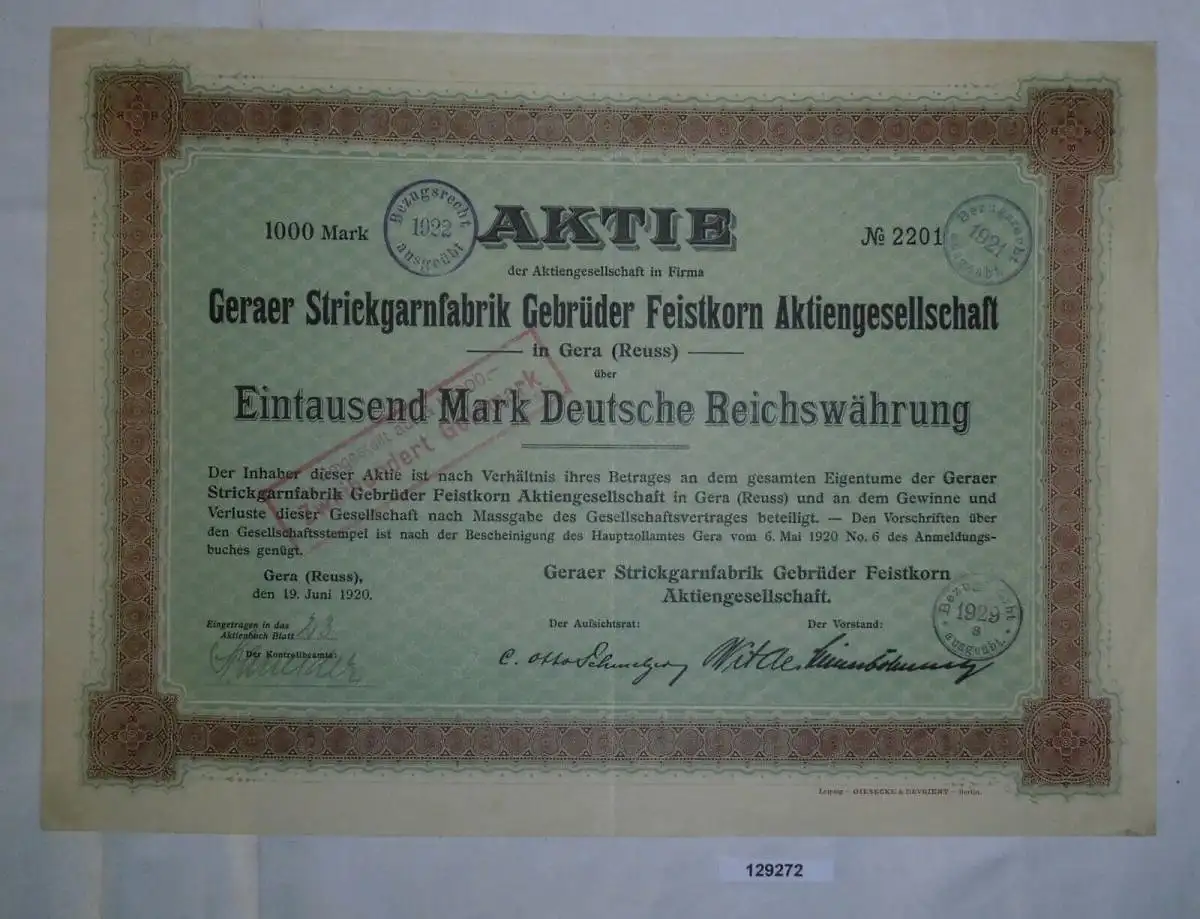 1000 Mark
Bezugsrecht
1922
ausgeübt
AKTIE
№ 2201
Bezugsrecht
1921
ausgeübt
der Aktiengesellschaft in Firma
Geraer Strickgarnfabrik Gebrüder Feistkorn Aktiengesellschaft
in Gera (Reuss)
über
Eintausend Mark Deutsche Reichswährung
Der Inhaber dieser Aktie ist nach Verhältnis ihres Betrages an dem gesamten Eigentume der Geraer
Strickgarnfabrik Gebrüder Feistkorn Aktiengesellschaft in Gera (Reuss) und an dem Gewinne und
Verluste dieser Gesellschaft nach Massgabe des Gesellschaftsvertrages beteiligt. — Den Vorschriften über
den Gesellschaftsstempel ist nach der Bescheinigung des Hauptzollamtes Gera vom 6. Mai 1920 No. 6 des Anmeldungs-
buches genügt.
Gera (Reuss),
den 19. Juni 1920.
Geraer Strickgarnfabrik Gebrüder Feistkorn
Aktiengesellschaft.
Bezugsrecht
1929
ausgeübt
Eingetragen in das
Aktienbuch Blatt 23
Der Kontrollbeamte:
Der Aufsichtsrat:
Der Vorstand:
C. Otto Schmelzer
Leipzig – GIESECKE & DEVRIENT – Berlin.
129272